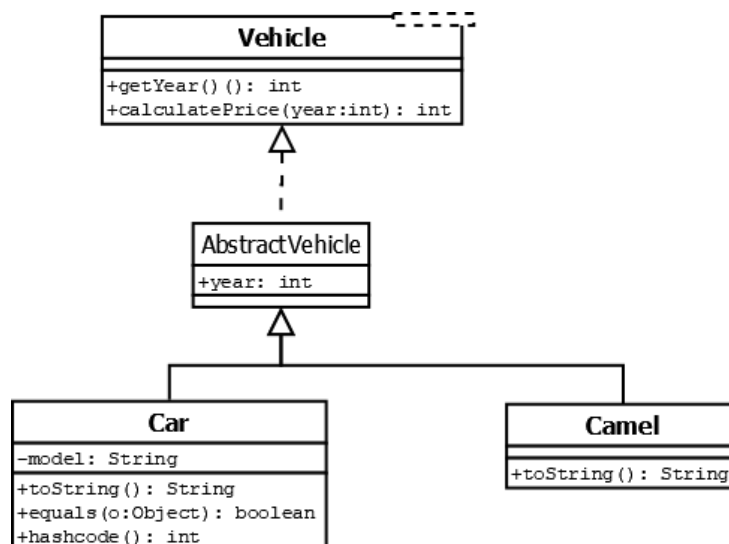 Vehicle
+getYear()(): int
+calculatePrice(year:int): int
AbstractVehicle
+year: int
Car
-model: String
+toString(): String
+equals(o:Object): boolean
+hashcode(): int
Camel
+toString(): String